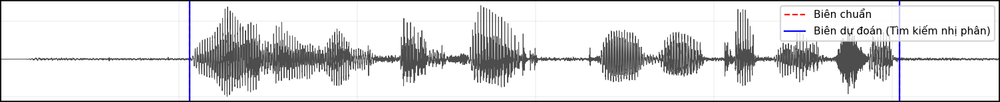 Biên chuẩn
Biên dự đoán (Tìm kiếm nhị phân)